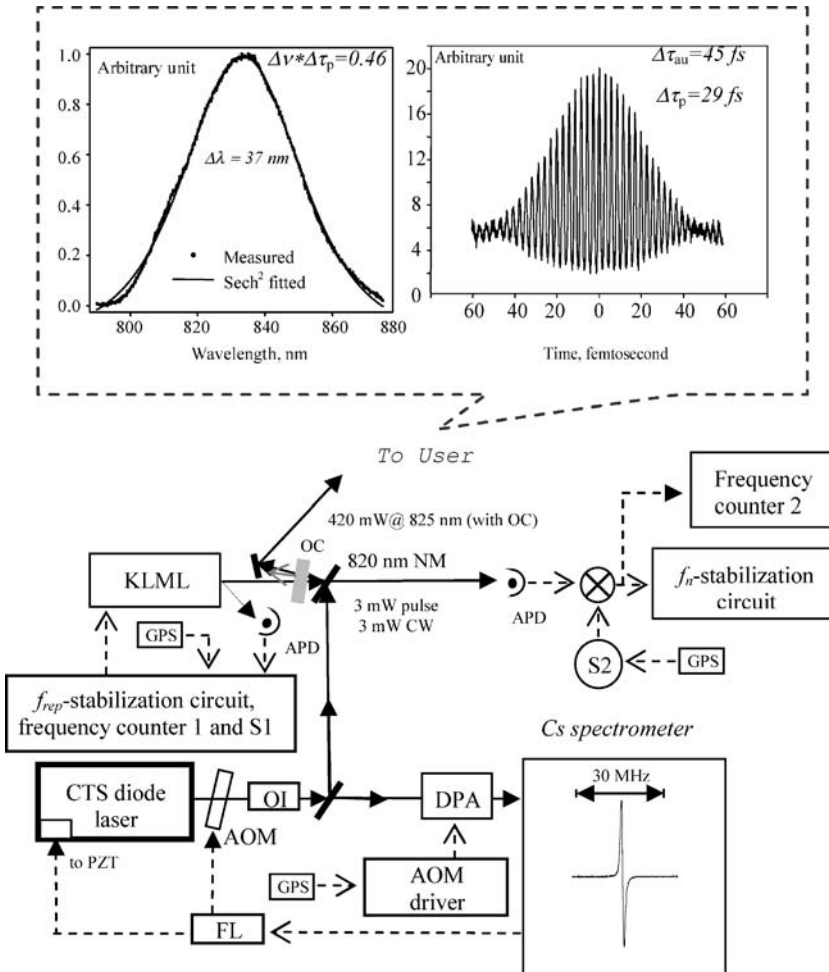 Arbitrary unit
Δν*Δτp=0.46
Δλ = 37 nm
Measured
Sech² fitted
1.0
0.8
0.6
0.4
0.2
0.0
800 820 840 860 880
Wavelength, nm
Arbitrary unit
Δτau=45 fs
Δτp=29 fs
20
16
12
8
4
0
60 40 20 0 20 40 60
Time, femtosecond
To User
420 mW@ 825 nm (with OC)
OC
KLML
820 nm NM
3 mW pulse
3 mW CW
APD
APD
Frequency
counter 2
fn-stabilization
circuit
S2
GPS
GPS
frep-stabilization circuit,
frequency counter 1 and S1
Cs spectrometer
30 MHz
CTS diode
laser
to PZT
AOM
OI
DPA
GPS
AOM
driver
FL